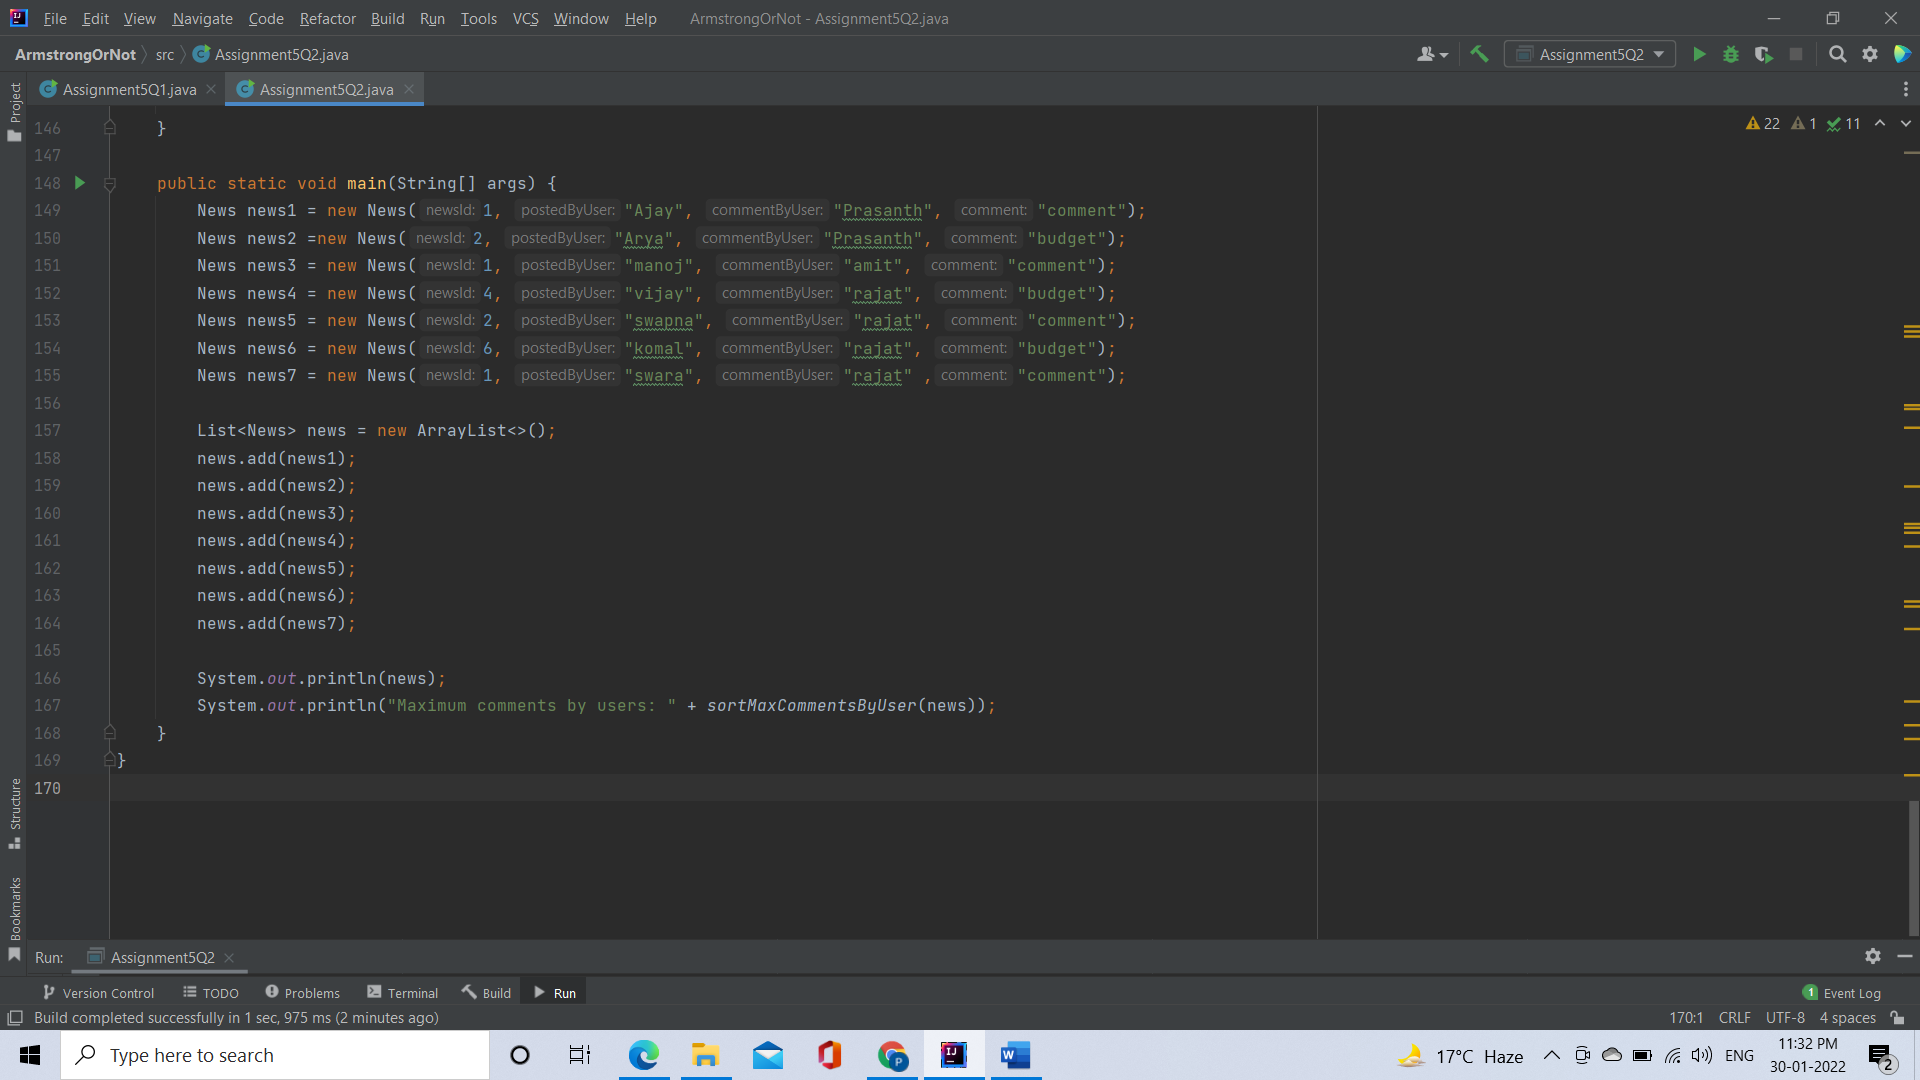 File Edit View Navigate Code Refactor Build Run Tools VCS Window Help ArmstrongOrNot - Assignment5Q2.java
ArmstrongOrNot src Assignment5Q2.java Assignment5Q2
Assignment5Q1.java Assignment5Q2.java
Project
22 1 11
146 }
147
148 public static void main(String[] args) {
149 News news1 = new News( newsId: 1, postedByUser: "Ajay", commentByUser: "Prasanth", comment: "comment");
150 News news2 =new News( newsId: 2, postedByUser: "Arya", commentByUser: "Prasanth", comment: "budget");
151 News news3 = new News( newsId: 1, postedByUser: "manoj", commentByUser: "amit", comment: "comment");
152 News news4 = new News( newsId: 4, postedByUser: "vijay", commentByUser: "rajat", comment: "budget");
153 News news5 = new News( newsId: 2, postedByUser: "swapna", commentByUser: "rajat", comment: "comment");
154 News news6 = new News( newsId: 6, postedByUser: "komal", commentByUser: "rajat", comment: "budget");
155 News news7 = new News( newsId: 1, postedByUser: "swara", commentByUser: "rajat" , comment: "comment");
156
157 List<News> news = new ArrayList<>();
158 news.add(news1);
159 news.add(news2);
160 news.add(news3);
161 news.add(news4);
162 news.add(news5);
163 news.add(news6);
164 news.add(news7);
165
166 System.out.println(news);
167 System.out.println("Maximum comments by users: " + sortMaxCommentsByUser(news));
168 }
169 }
170
Structure
Bookmarks
Run: Assignment5Q2
Version Control TODO Problems Terminal Build Run 1 Event Log
Build completed successfully in 1 sec, 975 ms (2 minutes ago) 170:1 CRLF UTF-8 4 spaces
Type here to search 17°C Haze ENG 11:32 PM
30-01-2022 2